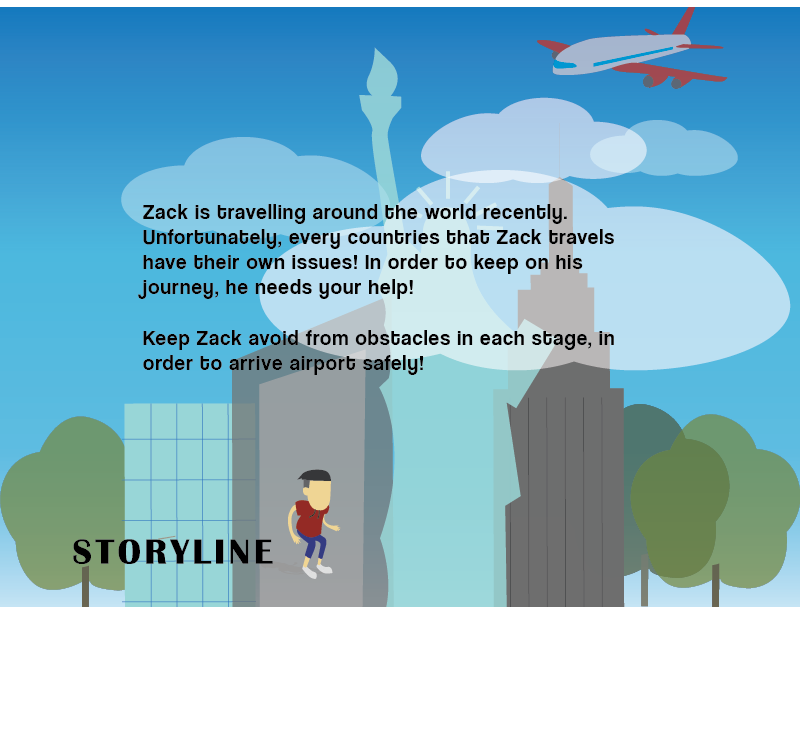 Zack is travelling around the world recently.
Unfortunately, every countries that Zack travels
have their own issues! In order to keep on his
journey, he needs your help!
Keep Zack avoid from obstacles in each stage, in
order to arrive airport safely!
STORYLINE